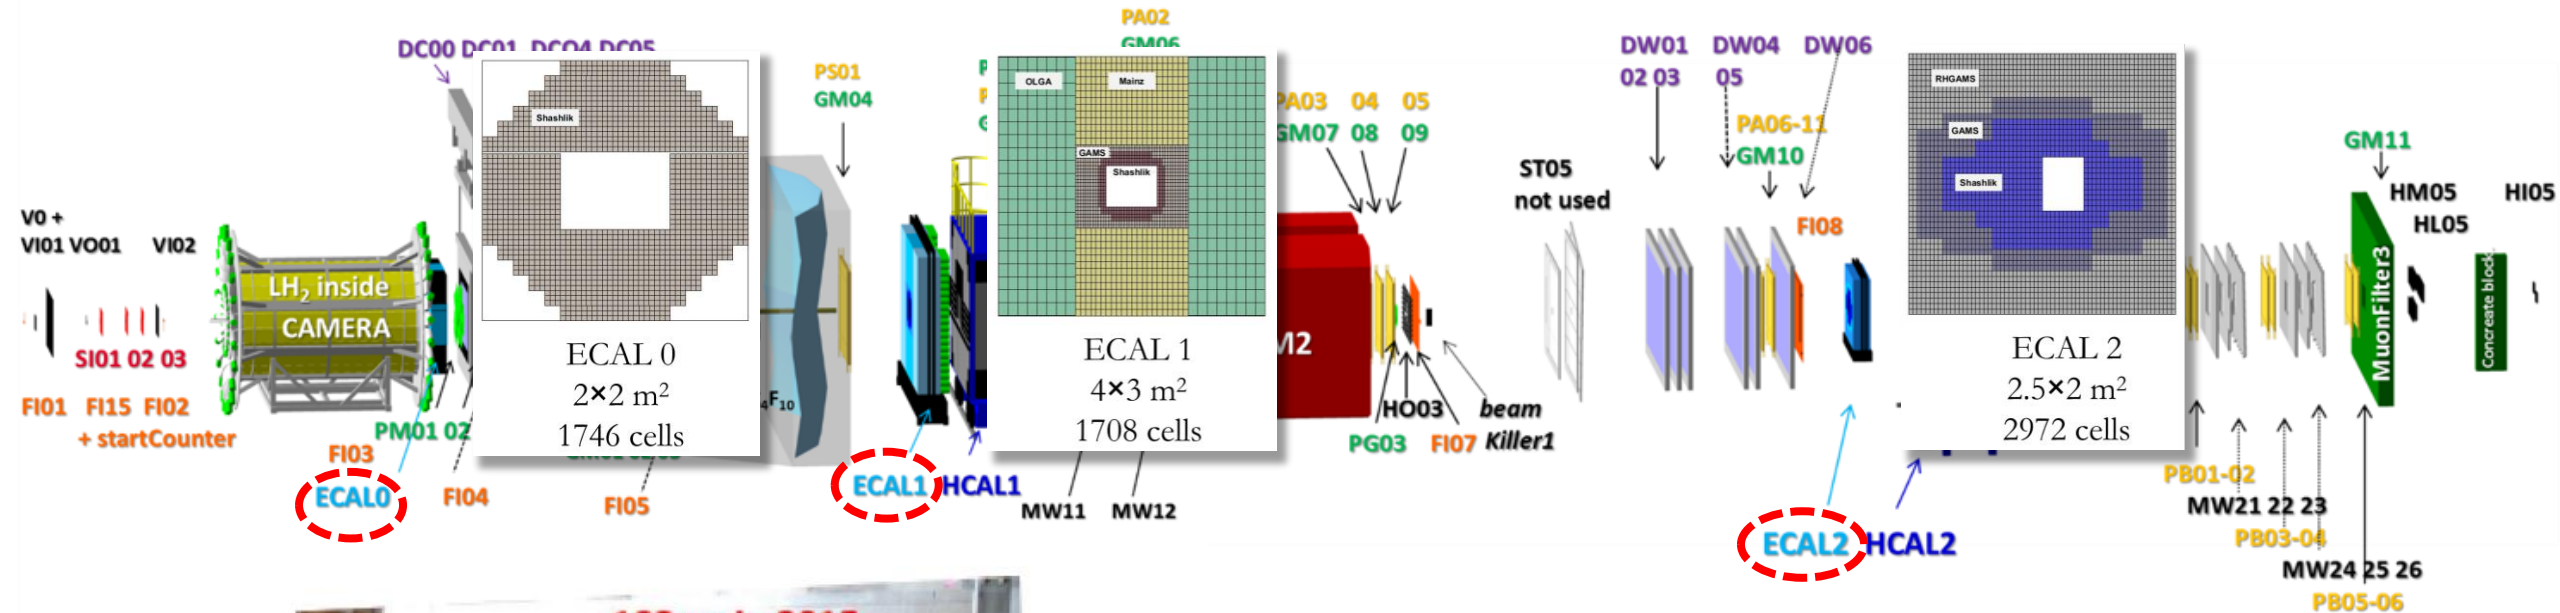 PA02
GM06
DC00 DC01 DC04 DC05
PS01
GM04
DW01 DW04 DW06
02 03 05
PA03 04 05
GM07 08 09
PA06-11
GM10
FI08
ST05
not used
GM11
HM05
HL05
HI05
V0 +
VI01 VO01 VI02
LH2 inside
CAMERA
SI01 02 03
FI01 FI15 FI02
+ startCounter
PM01 02
FI03
ECAL0
FI04
FI05
Shashlik
ECAL 0
2×2 m²
1746 cells
4F10
ECAL1 HCAL1
OLGA
Mainz
GAMS
Shashlik
ECAL 1
4×3 m²
1708 cells
MW11 MW12
M2
HO03
PG03
FI07
beam
Killer1
RHGAMS
GAMS
Shashlik
ECAL 2
2.5×2 m²
2972 cells
ECAL2 HCAL2
MuonFilter3
Concreate block
PB01-02
MW21 22 23
PB03-04
MW24 25 26
PB05-06